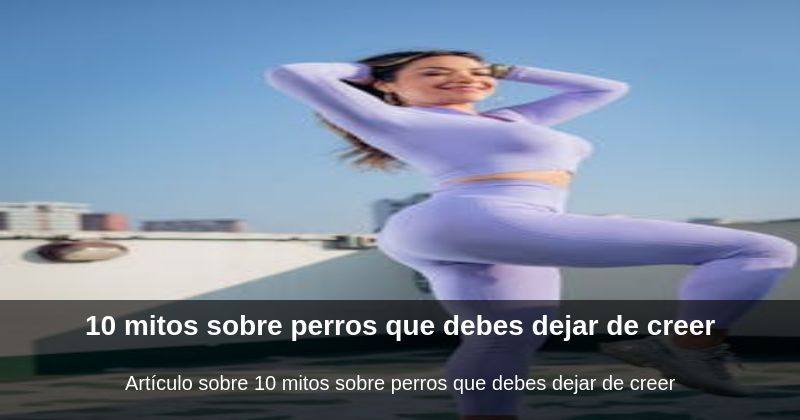 10 mitos sobre perros que debes dejar de creer
Artículo sobre 10 mitos sobre perros que debes dejar de creer